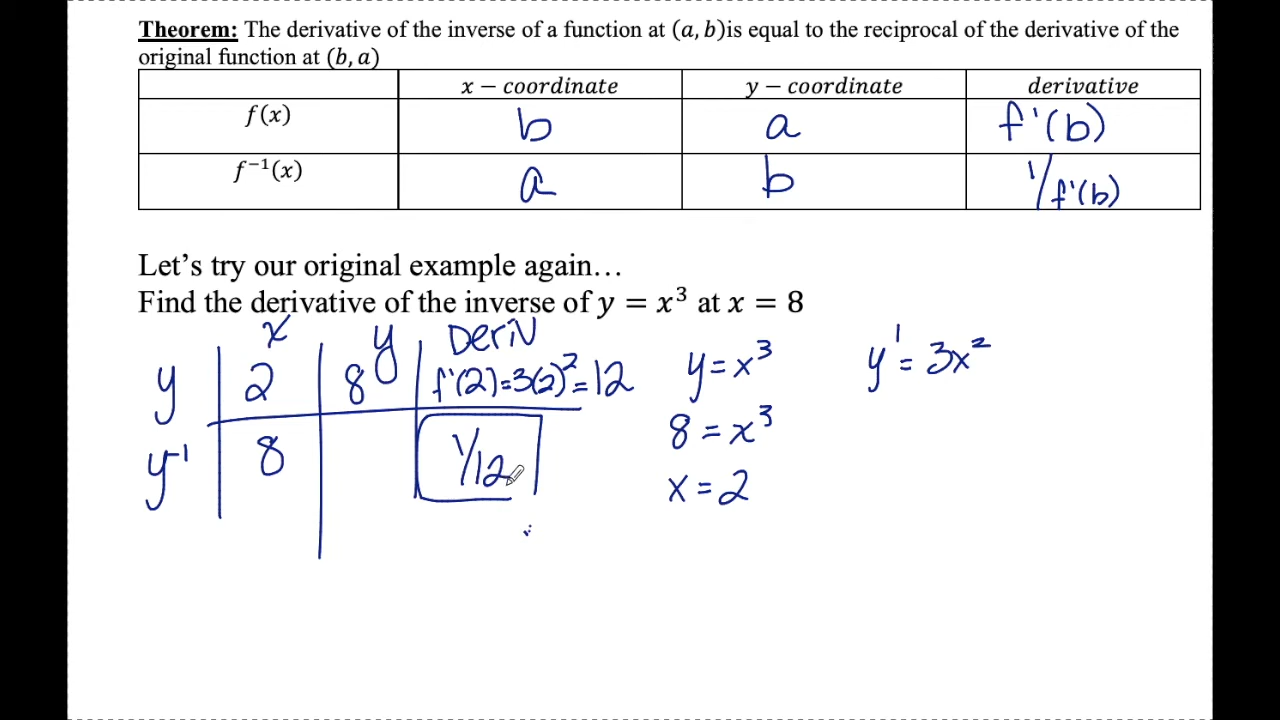 Theorem: The derivative of the inverse of a function at (a, b)is equal to the reciprocal of the derivative of the
original function at (b, a)
x − coordinate y − coordinate derivative
f(x) b a f'(b)
f⁻¹(x) a b 1/f'(b)
Let's try our original example again…
Find the derivative of the inverse of y = x³ at x = 8
x y Deriv
y 2 8 f'(2)=3(2)²=12
y⁻¹ 8 1/12
y = x³
8 = x³
x = 2
y' = 3x²